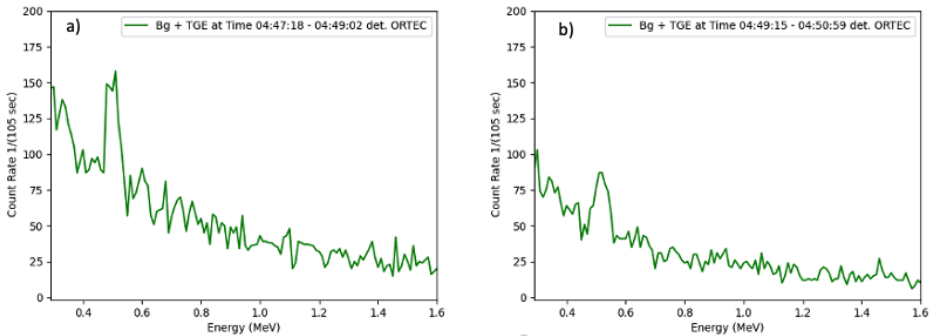 a)
Bg + TGE at Time 04:47:18 - 04:49:02 det. ORTEC
200
175
150
125
100
75
50
25
0
Count Rate 1/(105 sec)
0.4 0.6 0.8 1.0 1.2 1.4 1.6
Energy (MeV)
b)
Bg + TGE at Time 04:49:15 - 04:50:59 det. ORTEC
200
175
150
125
100
75
50
25
0
Count Rate 1/(105 sec)
0.4 0.6 0.8 1.0 1.2 1.4 1.6
Energy (MeV)